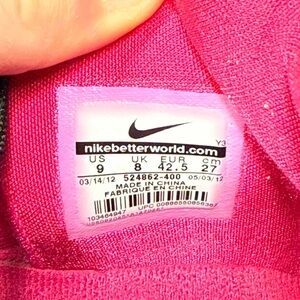 Y3
nikebetterworld.com
US UK EUR cm
9 8 42.5 27
03/14/12 524862-400 05/03/12
MADE IN CHINA
FABRIQUÉ EN CHINE